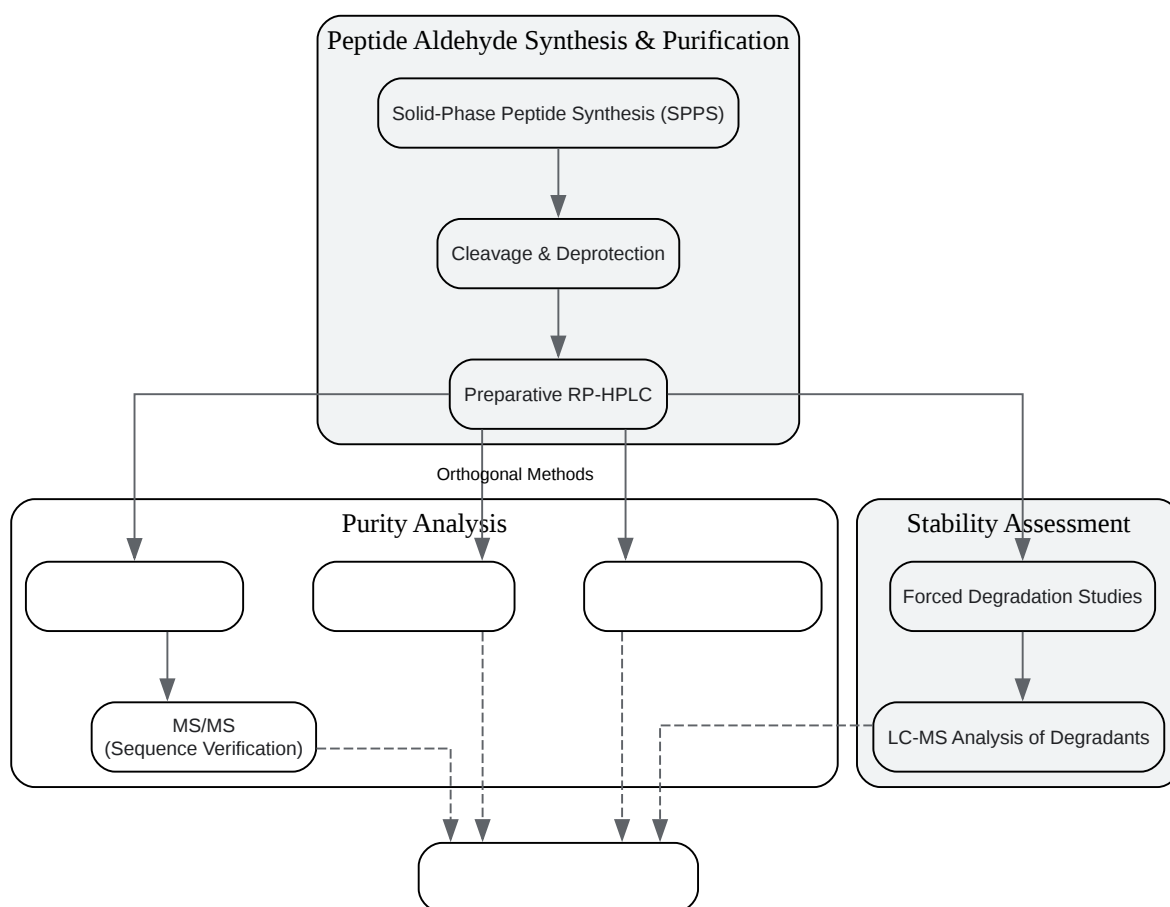 Peptide Aldehyde Synthesis & Purification
Solid-Phase Peptide Synthesis (SPPS)
Cleavage & Deprotection
Preparative RP-HPLC
Orthogonal Methods
Purity Analysis
Stability Assessment
Forced Degradation Studies
MS/MS
(Sequence Verification)
LC-MS Analysis of Degradants